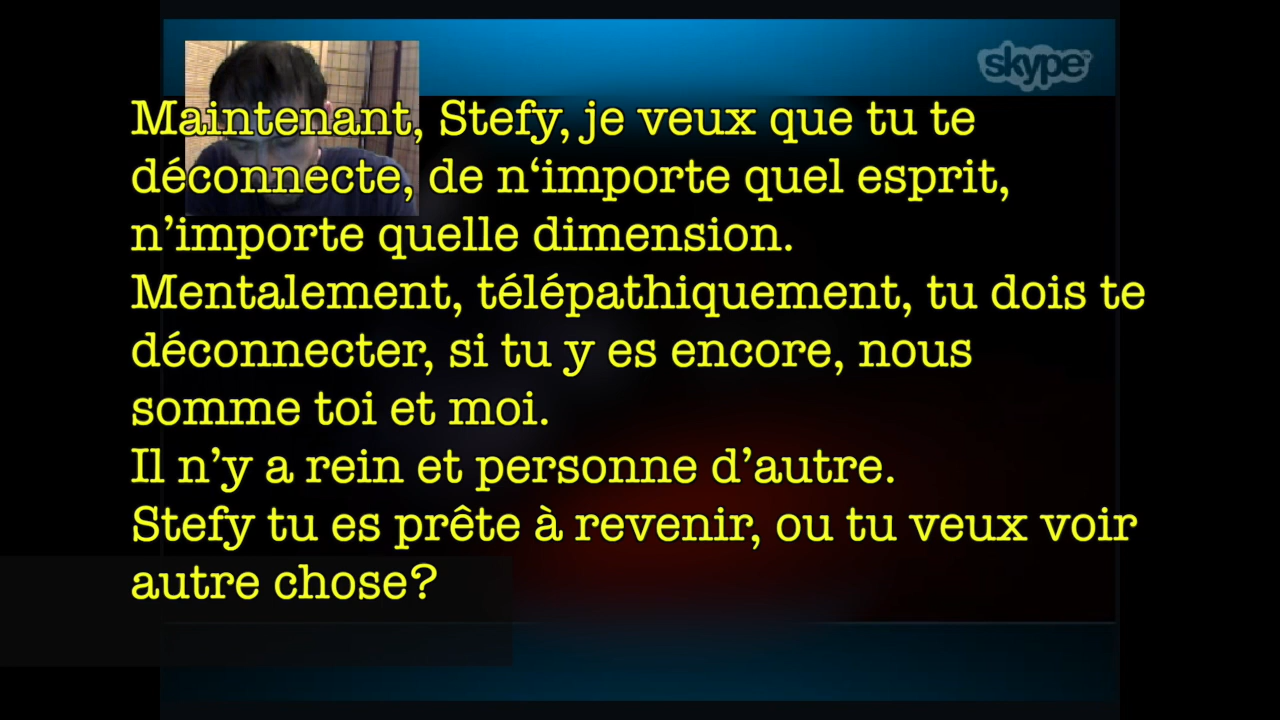 skype
Maintenant, Stefy, je veux que tu te
déconnecte, de n‘importe quel esprit,
n’importe quelle dimension.
Mentalement, télépathiquement, tu dois te
déconnecter, si tu y es encore, nous
somme toi et moi.
Il n’y a rein et personne d’autre.
Stefy tu es prête à revenir, ou tu veux voir
autre chose?